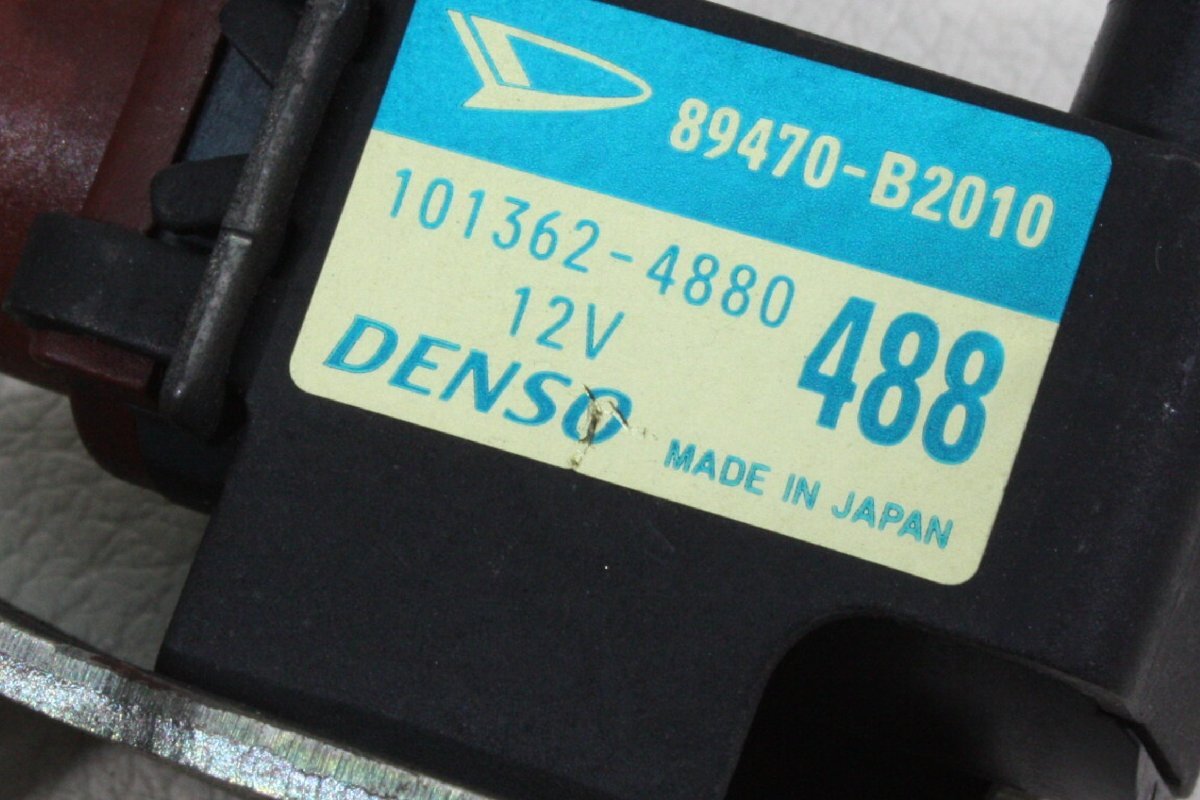 89470-B2010
101362-4880
12V
488
DENSO
MADE IN JAPAN